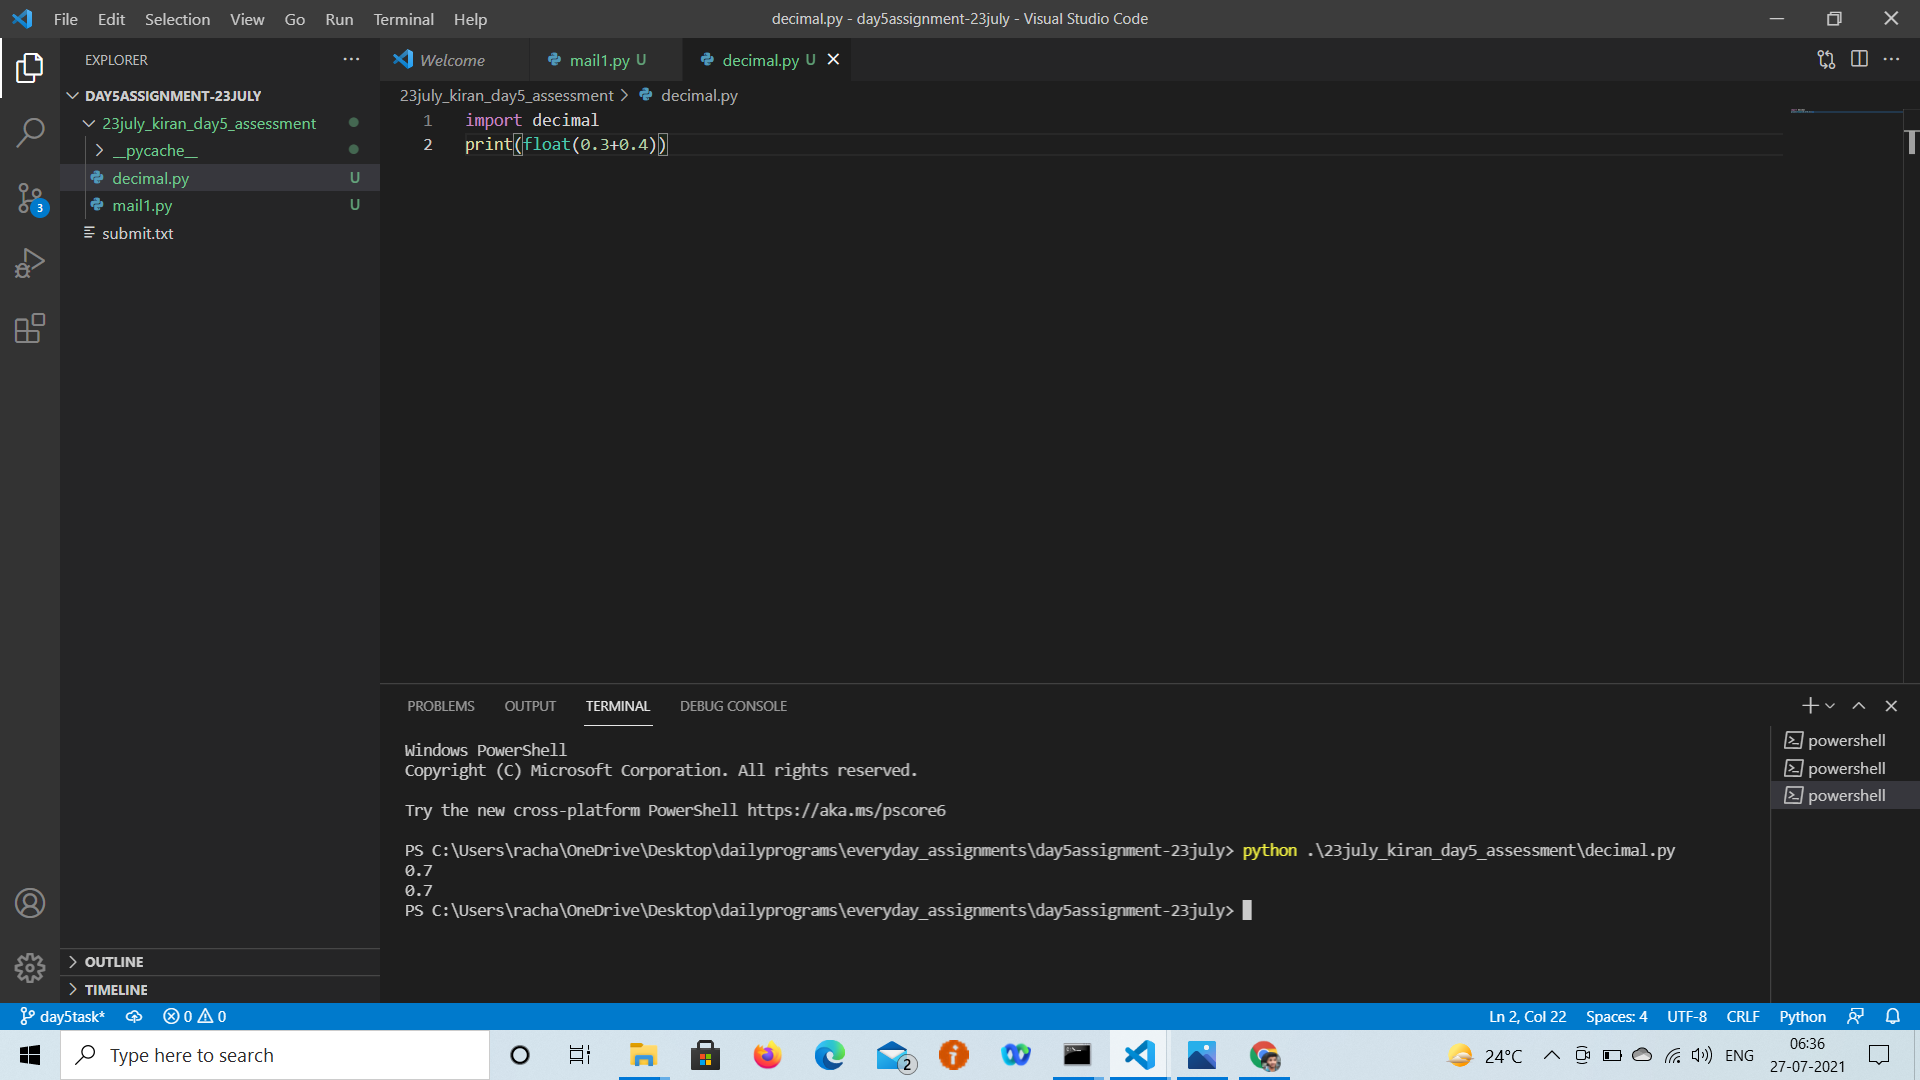 File Edit Selection View Go Run Terminal Help
decimal.py - day5assignment-23july - Visual Studio Code
EXPLORER
DAY5ASSIGNMENT-23JULY
23july_kiran_day5_assessment
__pycache__
decimal.py U
mail1.py U
submit.txt
3
Welcome
mail1.py U
decimal.py U
23july_kiran_day5_assessment > decimal.py
1 import decimal
2 print(float(0.3+0.4))
PROBLEMS OUTPUT TERMINAL DEBUG CONSOLE
Windows PowerShell
Copyright (C) Microsoft Corporation. All rights reserved.
Try the new cross-platform PowerShell https://aka.ms/pscore6
PS C:\Users\racha\OneDrive\Desktop\dailyprograms\everyday_assignments\day5assignment-23july> python .\23july_kiran_day5_assessment\decimal.py
0.7
0.7
PS C:\Users\racha\OneDrive\Desktop\dailyprograms\everyday_assignments\day5assignment-23july>
powershell
powershell
powershell
OUTLINE
TIMELINE
day5task* 0 0
Ln 2, Col 22 Spaces: 4 UTF-8 CRLF Python
Type here to search
2
24°C
ENG
06:36
27-07-2021